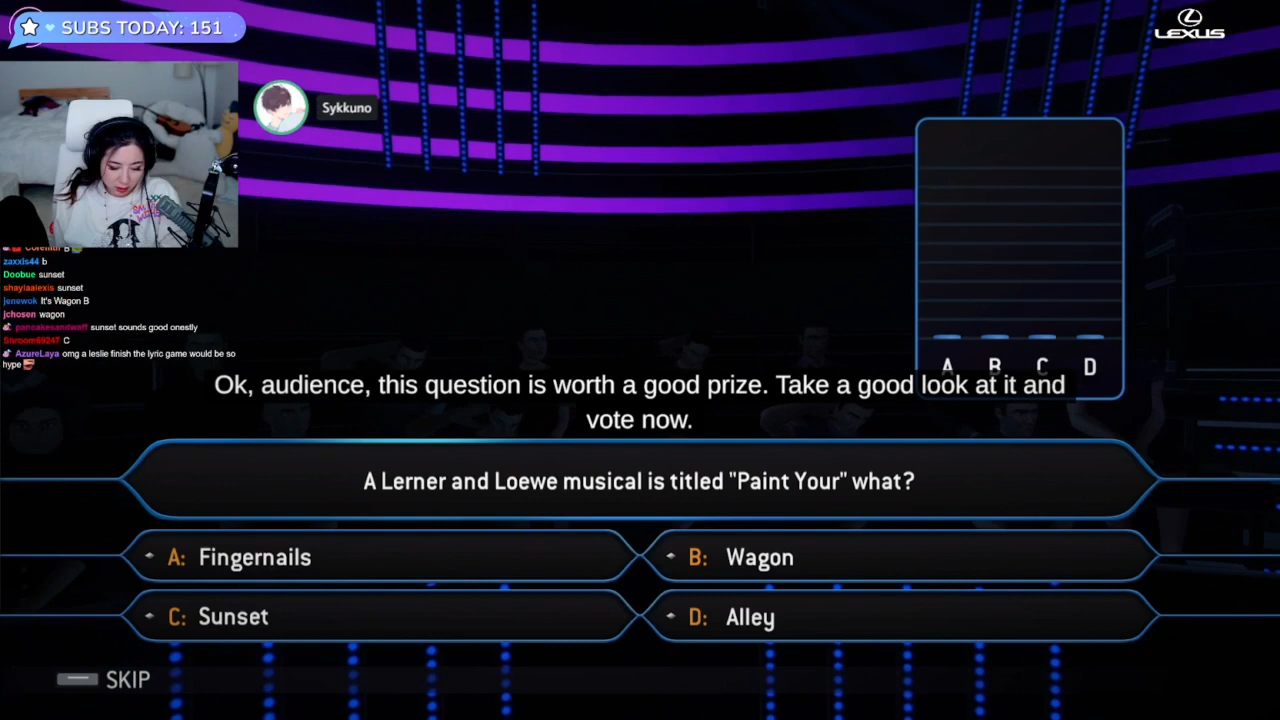 SUBS TODAY: 151
LEXUS
Sykkuno
zaxxis44 b
Doobue sunset
shaylaalexis sunset
jenewok It's Wagon B
jchosen wagon
pancakesandwaff sunset sounds good onestly
Shroom69247 C
AzureLaya omg a leslie finish the lyric game would be so
hype
A B C D
Ok, audience, this question is worth a good prize. Take a good look at it and
vote now.
A Lerner and Loewe musical is titled "Paint Your" what?
A: Fingernails
B: Wagon
C: Sunset
D: Alley
SKIP